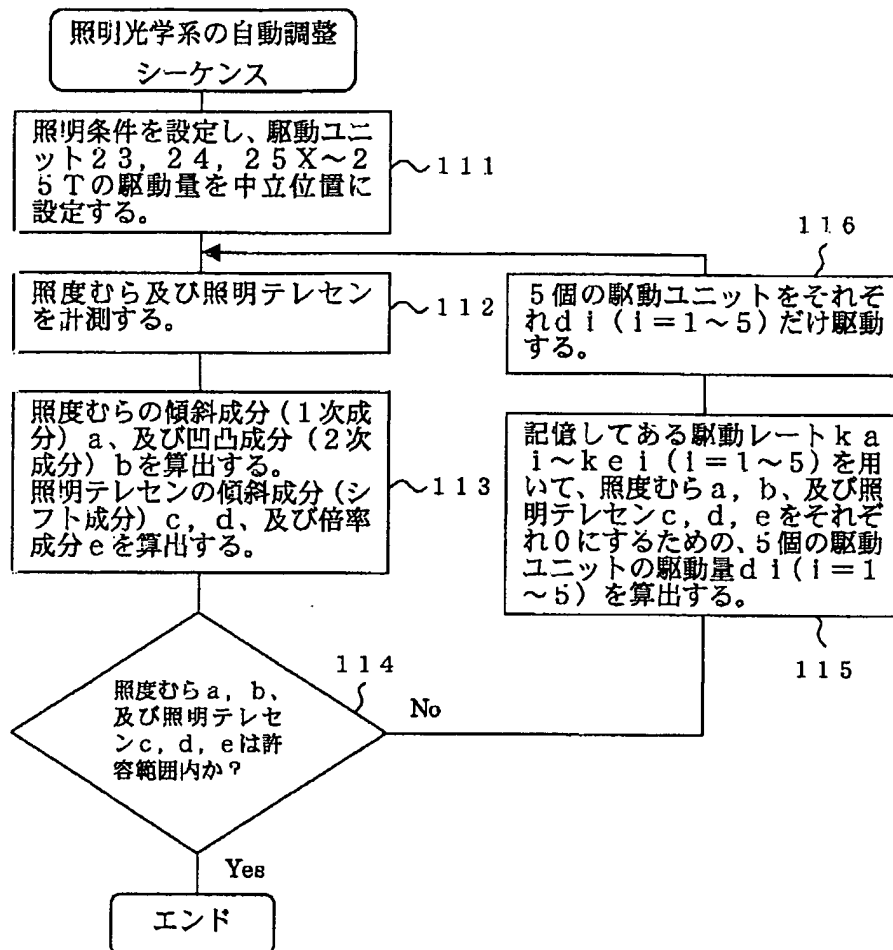 照明光学系の自動調整
シーケンス
照明条件を設定し、駆動ユニ
ット２３，２４，２５Ｘ～２
５Ｔの駆動量を中立位置に
設定する。
１１１
照度むら及び照明テレセン
を計測する。
１１２
照度むらの傾斜成分（１次成
分）ａ、及び凹凸成分（２次
成分）ｂを算出する。
照明テレセンの傾斜成分（シ
フト成分）ｃ，ｄ、及び倍率
成分ｅを算出する。
１１３
１１４
照度むらａ，ｂ、
及び照明テレセ
ンｃ，ｄ，ｅは許
容範囲内か？
No
Yes
エンド
１１６
５個の駆動ユニットをそれぞ
れｄｉ（ｉ＝１～５）だけ駆動
する。
記憶してある駆動レートｋａ
ｉ～ｋｅｉ（ｉ＝１～５）を用
いて、照度むらａ，ｂ、及び照
明テレセンｃ，ｄ，ｅをそれぞ
れ０にするための、５個の駆動
ユニットの駆動量ｄｉ（ｉ＝１
～５）を算出する。
１１５